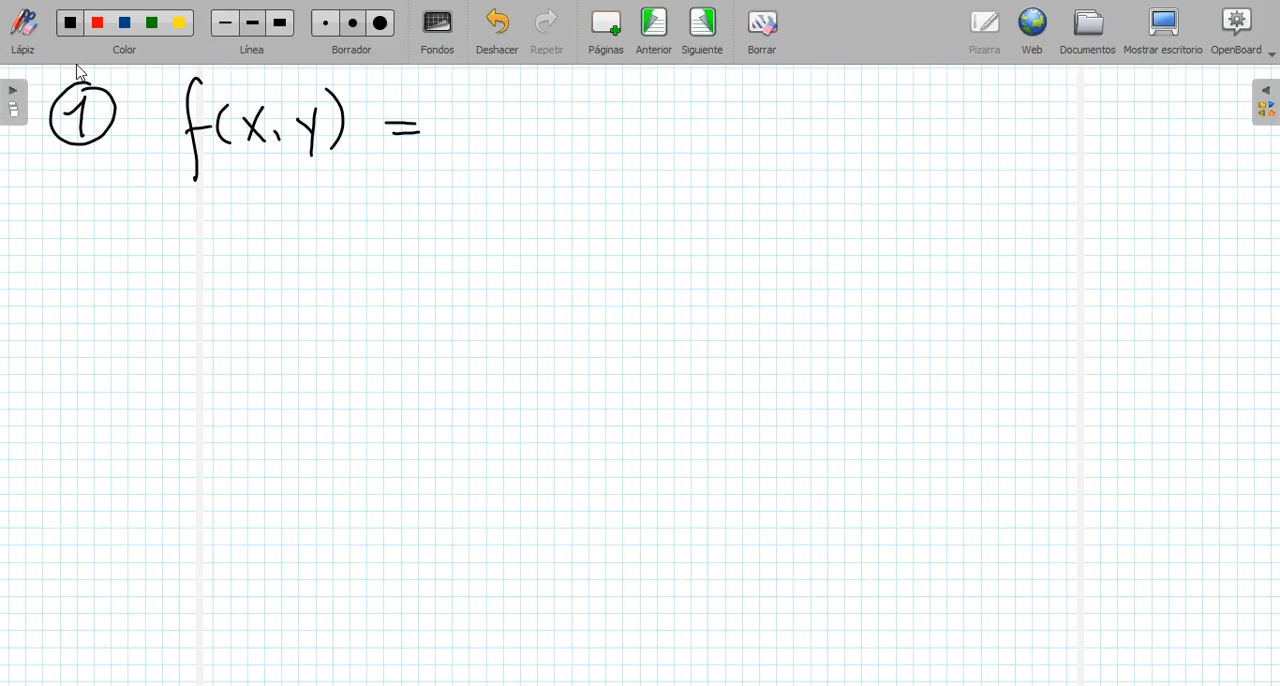 Lápiz Color Línea Borrador Fondos Deshacer Repetir Páginas Anterior Siguiente Borrar Pizarra Web Documentos Mostrar escritorio OpenBoard
① f(x, y) =